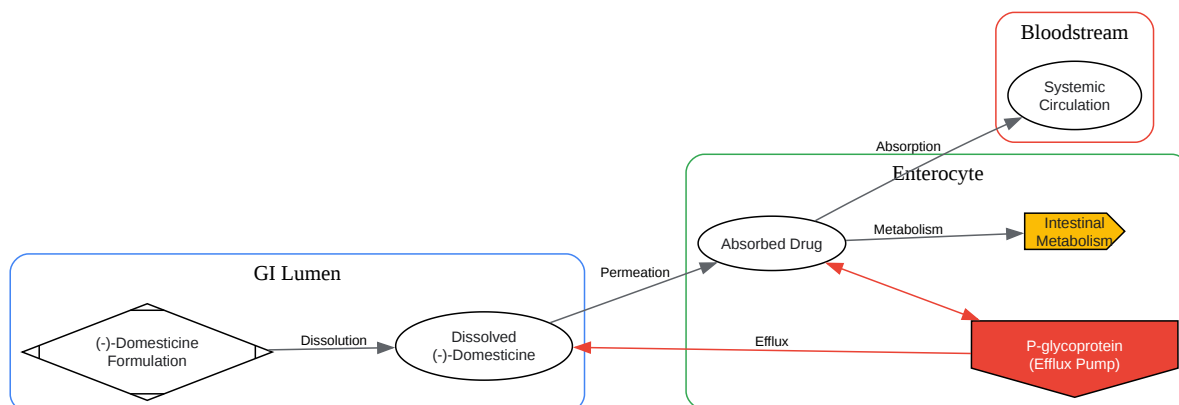 Bloodstream
Systemic
Circulation
Absorption
Enterocyte
Intestinal
Metabolism
Metabolism
Absorbed Drug
GI Lumen
Permeation
(-)-Domesticine
Formulation
Dissolution
Dissolved
(-)-Domesticine
Efflux
P-glycoprotein
(Efflux Pump)